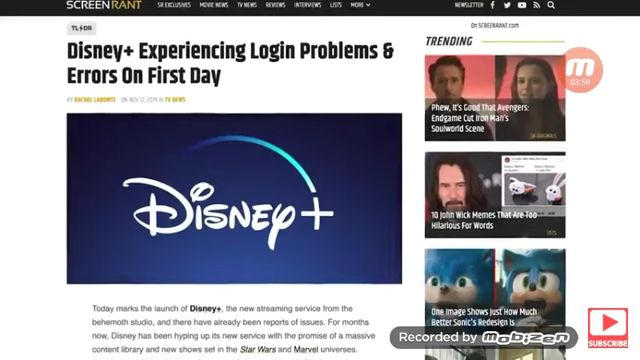 SCREENRANT
SR EXCLUSIVES MOVIE NEWS TV NEWS REVIEWS INTERVIEWS LISTS MORE
NEWSLETTER
TL DR
Disney+ Experiencing Login Problems &
Errors On First Day
BY RACHEL LABONTE ON NOV 12, 2019 IN TV NEWS
Disney+
Today marks the launch of Disney+, the new streaming service from the
behemoth studio, and there have already been reports of issues. For months
now, Disney has been hyping up its new service with the promise of a massive
content library and new shows set in the Star Wars and Marvel universes.
On SCREENRANT.com
TRENDING
03:59
Phew, It's Good That Avengers:
Endgame Cut Iron Man's
Soulworld Scene
SR ORIGINALS
10 John Wick Memes That Are Too
Hilarious For Words
LISTS
One Image Shows Just How Much
Better Sonic's Redesign Is
Recorded by mobizen
SUBSCRIBE